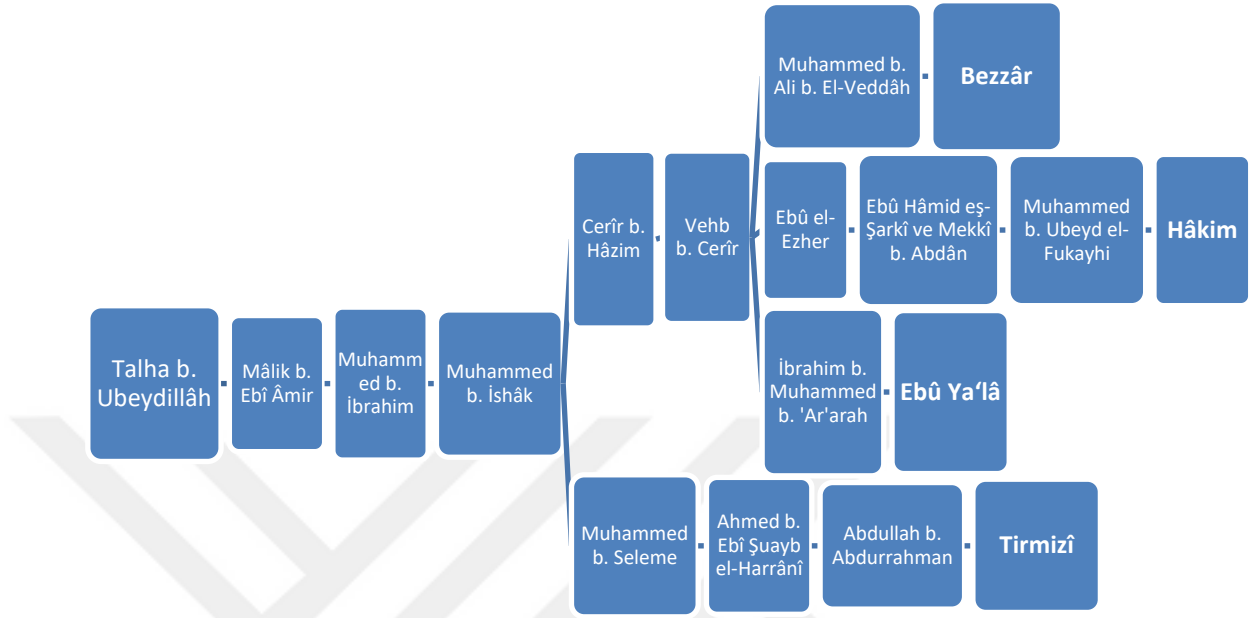 Talha b.
Ubeydillâh
Mâlik b.
Ebî Âmir
Muhamm
ed b.
İbrahim
Muhammed
b. İshâk
Cerîr b.
Hâzim
Vehb
b. Cerîr
Muhammed b.
Ali b. El-Veddâh
Bezzâr
Ebû el-
Ezher
Ebû Hâmid eş-
Şarkî ve Mekkî
b. Abdân
Muhammed
b. Ubeyd el-
Fukayhi
Hâkim
İbrahim b.
Muhammed
b. 'Ar'arah
Ebû Ya‘lâ
Muhammed
b. Seleme
Ahmed b.
Ebî Şuayb
el-Harrânî
Abdullah b.
Abdurrahman
Tirmizî